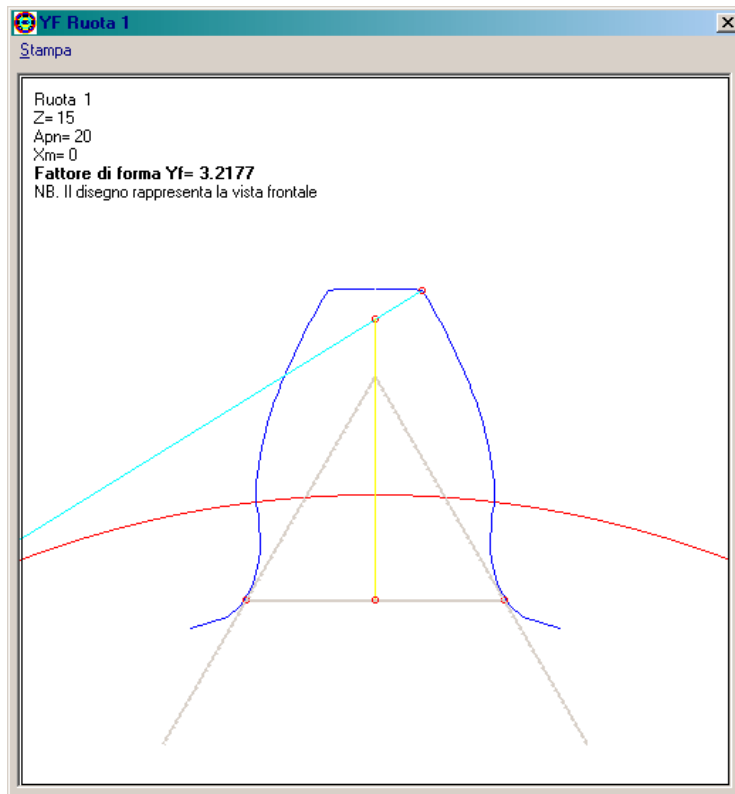 YF Ruota 1
Stampa
Ruota 1
Z= 15
Apn= 20
Xm= 0
Fattore di forma Yf= 3.2177
NB. Il disegno rappresenta la vista frontale